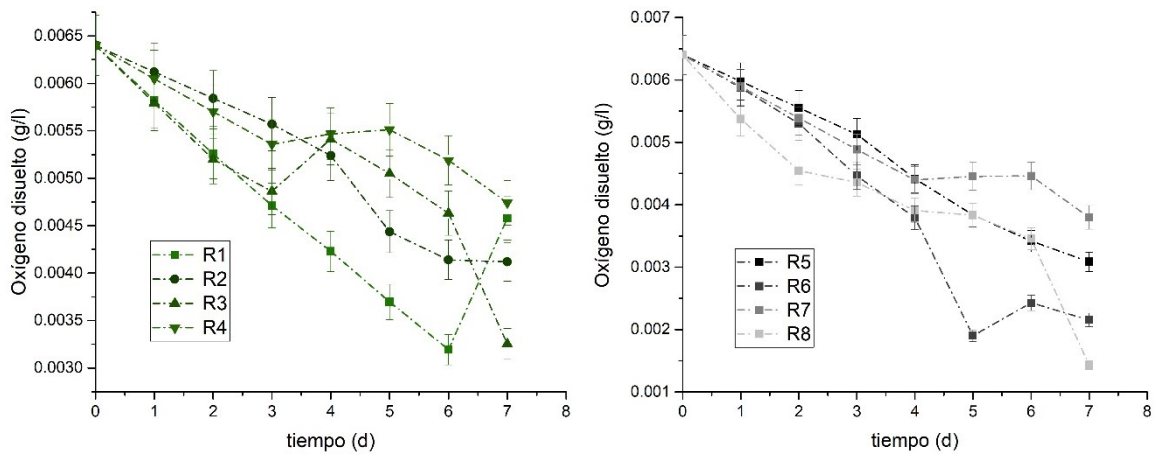 0.0065
0.0060
0.0055
0.0050
0.0045
0.0040
0.0035
0.0030
Oxígeno disuelto (g/l)
R1
R2
R3
R4
0 1 2 3 4 5 6 7 8
tiempo (d)
0.007
0.006
0.005
0.004
0.003
0.002
0.001
Oxígeno disuelto (g/l)
R5
R6
R7
R8
0 1 2 3 4 5 6 7 8
tiempo (d)